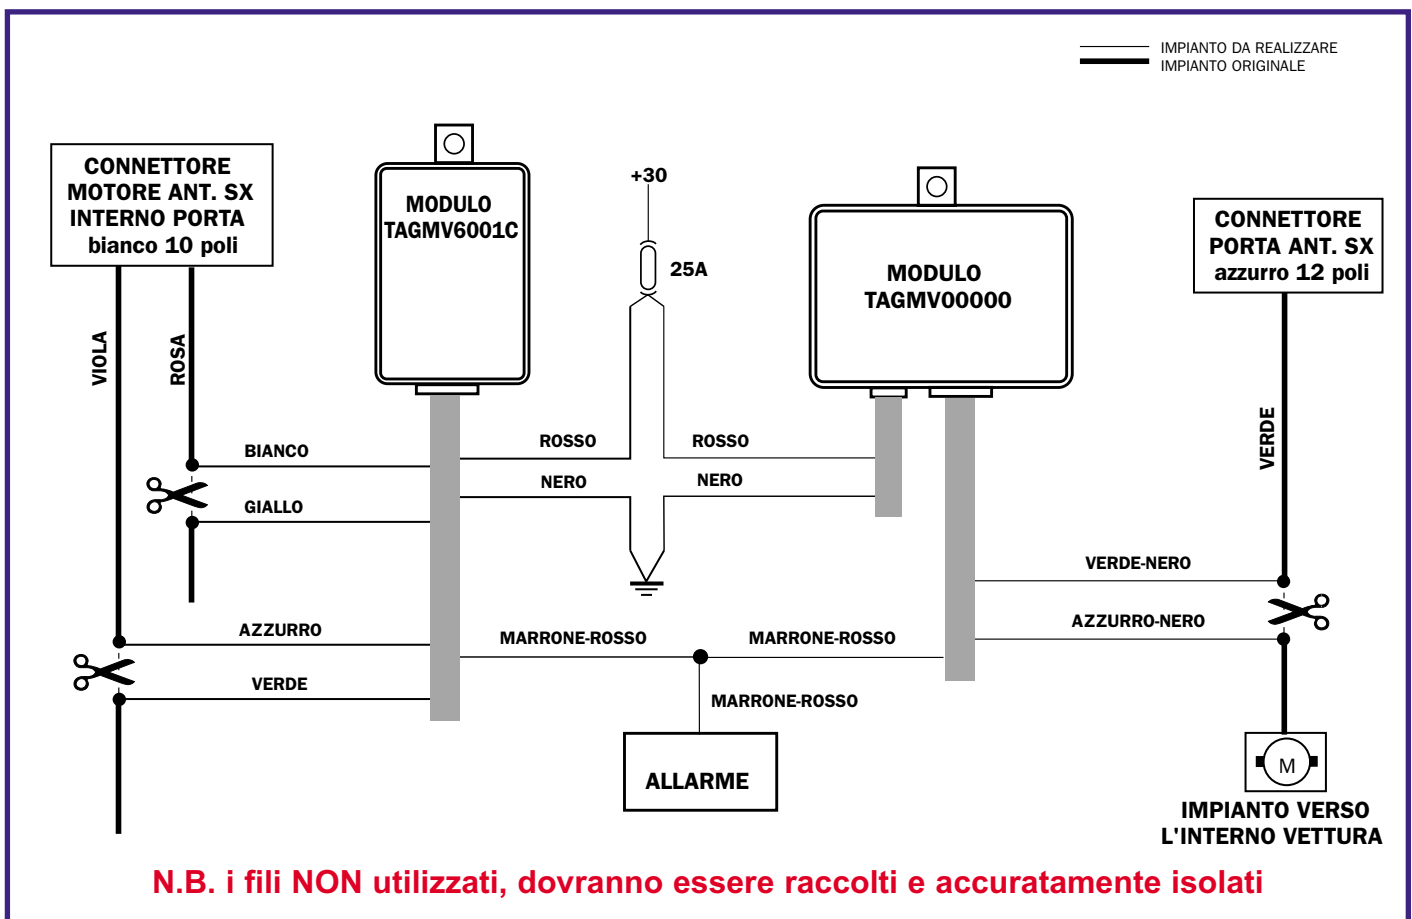 IMPIANTO DA REALIZZARE
IMPIANTO ORIGINALE
CONNETTORE
MOTORE ANT. SX
INTERNO PORTA
bianco 10 poli
MODULO
TAGMV6001C
+30
25A
MODULO
TAGMV00000
CONNETTORE
PORTA ANT. SX
azzurro 12 poli
VIOLA
ROSA
VERDE
BIANCO
ROSSO
ROSSO
NERO
NERO
GIALLO
VERDE-NERO
AZZURRO
MARRONE-ROSSO
MARRONE-ROSSO
AZZURRO-NERO
VERDE
MARRONE-ROSSO
ALLARME
M
IMPIANTO VERSO
L'INTERNO VETTURA
N.B. i fili NON utilizzati, dovranno essere raccolti e accuratamente isolati